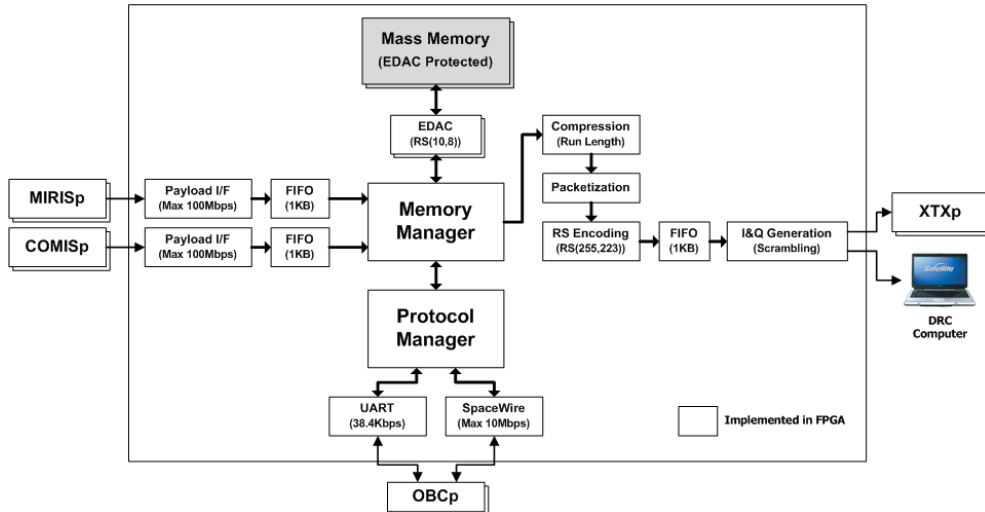 Mass Memory
(EDAC Protected)
EDAC
(RS(10,8))
Compression
(Run Length)
Packetization
MIRISp
Payload I/F
(Max 100Mbps)
FIFO
(1KB)
Memory
Manager
COMISp
Payload I/F
(Max 100Mbps)
FIFO
(1KB)
RS Encoding
(RS(255,223))
FIFO
(1KB)
I&Q Generation
(Scrambling)
XTXp
Satellite
DRC
Computer
Protocol
Manager
UART
(38.4Kbps)
SpaceWire
(Max 10Mbps)
Implemented in FPGA
OBCp